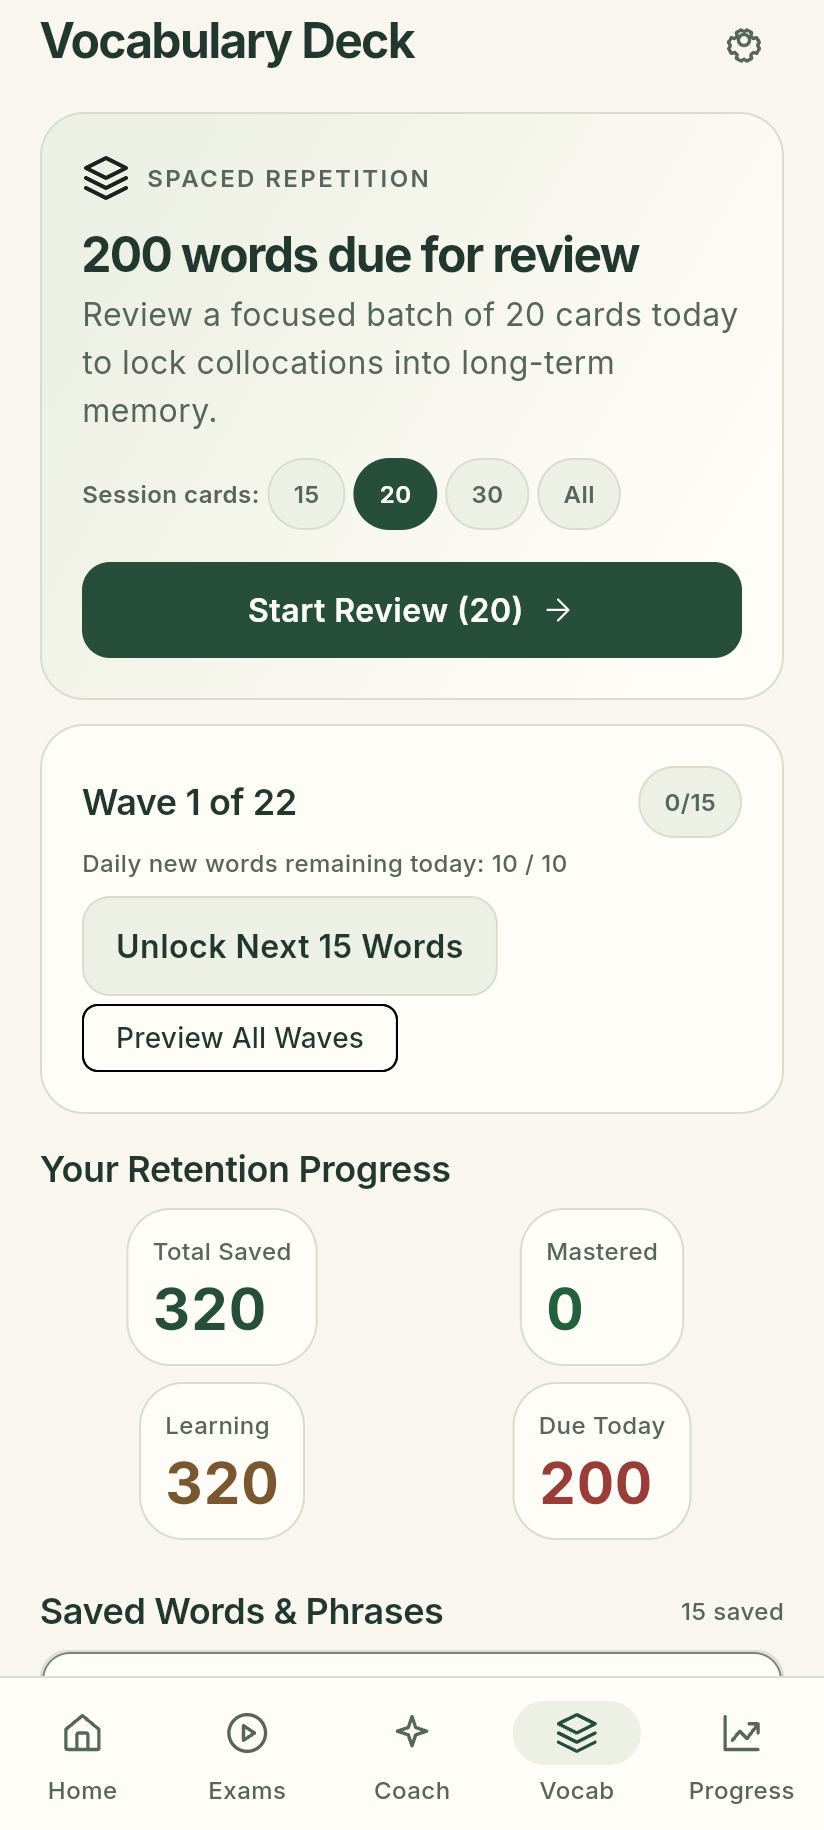 Vocabulary Deck
SPACED REPETITION
200 words due for review
Review a focused batch of 20 cards today
to lock collocations into long-term
memory.
Session cards: 15 20 30 All
Start Review (20) →
Wave 1 of 22 0/15
Daily new words remaining today: 10 / 10
Unlock Next 15 Words
Preview All Waves
Your Retention Progress
Total Saved Mastered
320 0
Learning Due Today
320 200
Saved Words & Phrases 15 saved
Home Exams Coach Vocab Progress